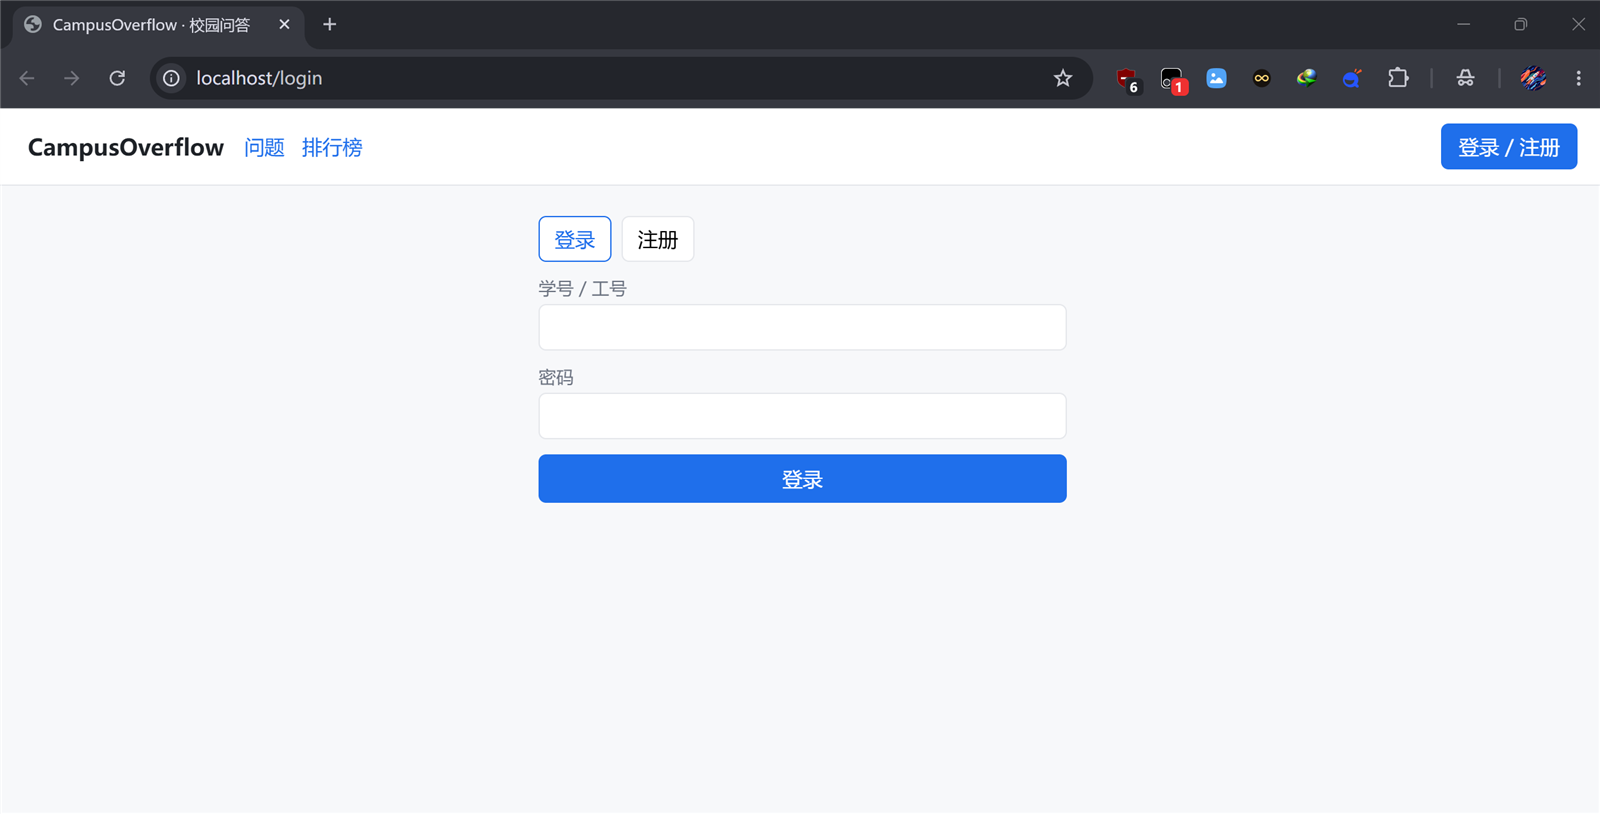 CampusOverflow · 校园问答
localhost/login
6
1
CampusOverflow 问题 排行榜 登录 / 注册
登录 注册
学号 / 工号
密码
登录